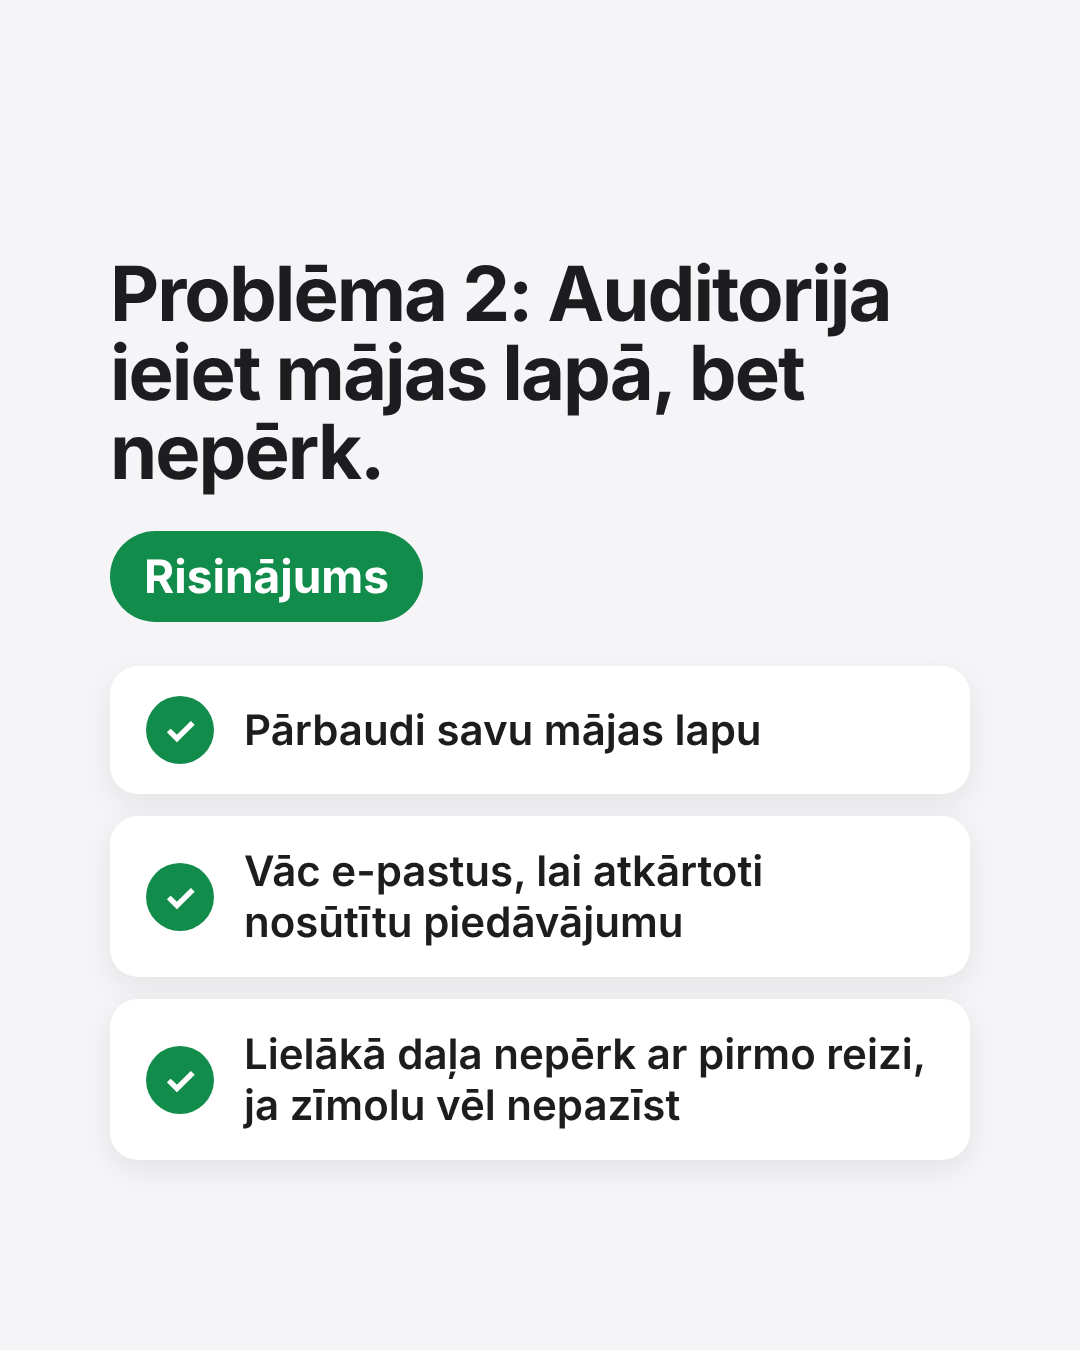 Problēma 2: Auditorija
ieiet mājas lapā, bet
nepērk.
Risinājums
Pārbaudi savu mājas lapu
Vāc e-pastus, lai atkārtoti
nosūtītu piedāvājumu
Lielākā daļa nepērk ar pirmo reizi,
ja zīmolu vēl nepazīst